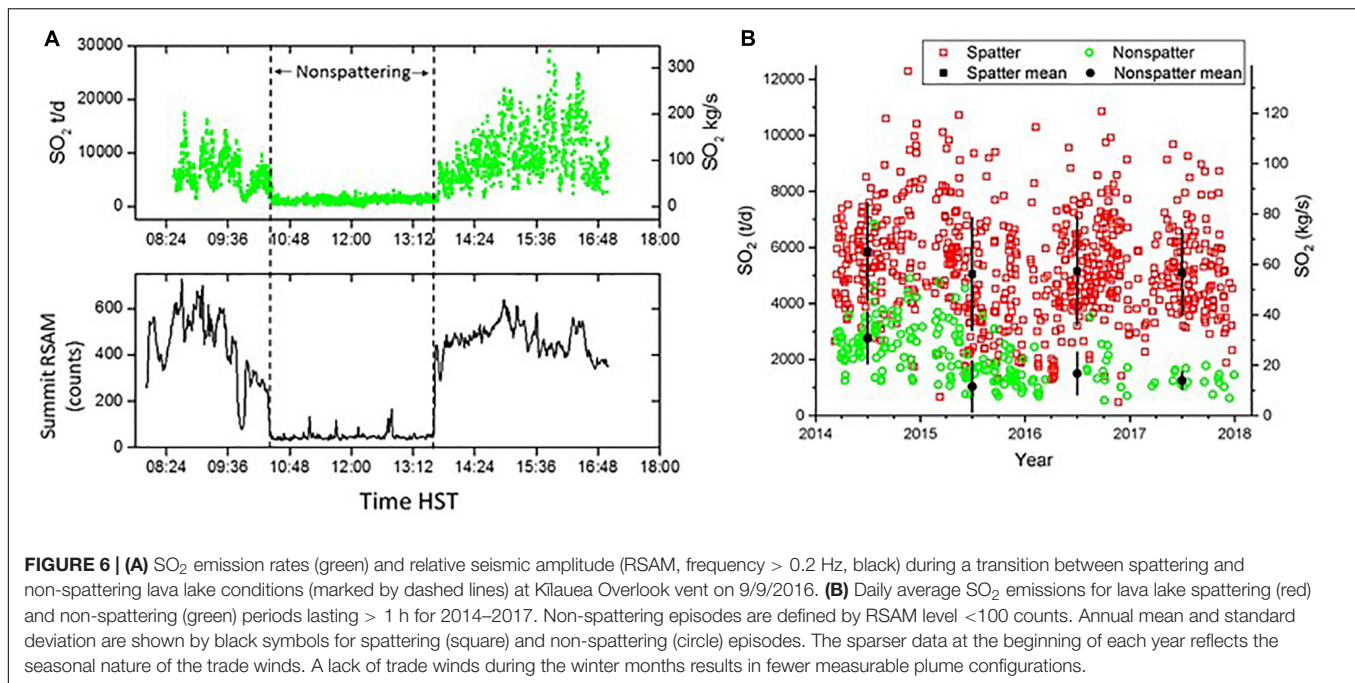 A
B
30000
20000
10000
0
SO₂ t/d
←Nonspattering→
300
200
100
0
SO₂ kg/s
08:24 09:36 10:48 12:00 13:12 14:24 15:36 16:48 18:00
600
400
200
0
Summit RSAM
(counts)
08:24 09:36 10:48 12:00 13:12 14:24 15:36 16:48 18:00
Time HST
Spatter Nonspatter
Spatter mean Nonspatter mean
12000
10000
8000
6000
4000
2000
0
SO₂ (t/d)
120
100
80
60
40
20
0
SO₂ (kg/s)
2014 2015 2016 2017 2018
Year
FIGURE 6 | (A) SO₂ emission rates (green) and relative seismic amplitude (RSAM, frequency > 0.2 Hz, black) during a transition between spattering and
non-spattering lava lake conditions (marked by dashed lines) at Kīlauea Overlook vent on 9/9/2016. (B) Daily average SO₂ emissions for lava lake spattering (red)
and non-spattering (green) periods lasting > 1 h for 2014–2017. Non-spattering episodes are defined by RSAM level <100 counts. Annual mean and standard
deviation are shown by black symbols for spattering (square) and non-spattering (circle) episodes. The sparser data at the beginning of each year reflects the
seasonal nature of the trade winds. A lack of trade winds during the winter months results in fewer measurable plume configurations.